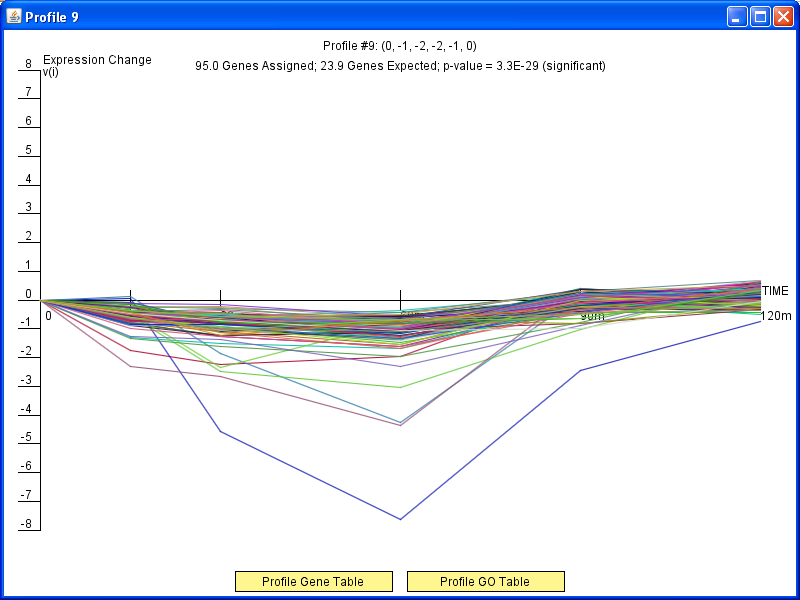 Profile 9
Profile #9: (0, -1, -2, -2, -1, 0)
95.0 Genes Assigned; 23.9 Genes Expected; p-value = 3.3E-29 (significant)
Expression Change
v(i)
8
7
6
5
4
3
2
1
0
-1
-2
-3
-4
-5
-6
-7
-8
0
90m
120m
TIME
Profile Gene Table
Profile GO Table